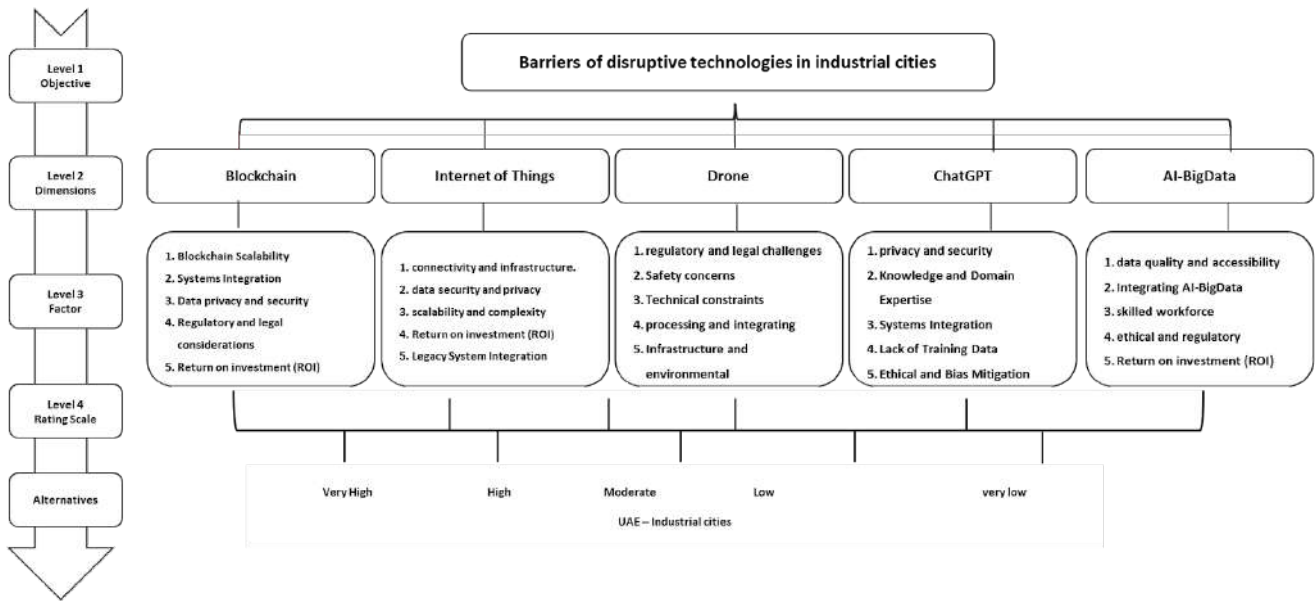 Level 1
Objective
Level 2
Dimensions
Level 3
Factor
Level 4
Rating Scale
Alternatives
Barriers of disruptive technologies in industrial cities
Blockchain
Internet of Things
Drone
ChatGPT
AI-BigData
1. Blockchain Scalability
2. Systems Integration
3. Data privacy and security
4. Regulatory and legal
considerations
5. Return on investment (ROI)
1. connectivity and infrastructure.
2. data security and privacy
3. scalability and complexity
4. Return on investment (ROI)
5. Legacy System Integration
1. regulatory and legal challenges
2. Safety concerns
3. Technical constraints
4. processing and integrating
5. Infrastructure and
environmental
1. privacy and security
2. Knowledge and Domain
Expertise
3. Systems Integration
4. Lack of Training Data
5. Ethical and Bias Mitigation
1. data quality and accessibility
2. Integrating AI-BigData
3. skilled workforce
4. ethical and regulatory
5. Return on investment (ROI)
Very High
High
Moderate
Low
very low
UAE – Industrial cities